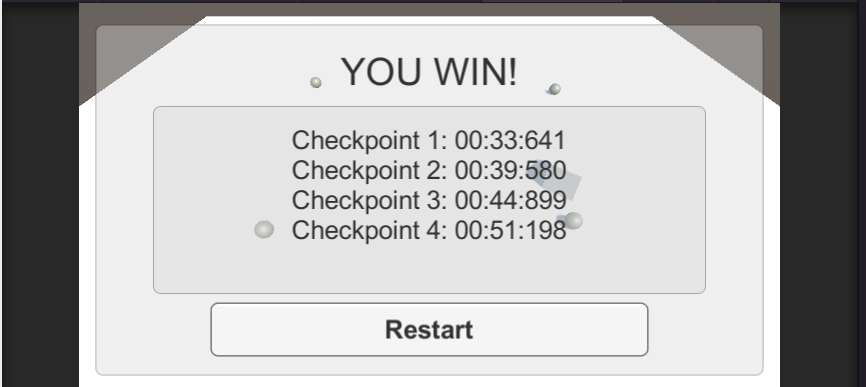 YOU WIN!
Checkpoint 1: 00:33:641
Checkpoint 2: 00:39:580
Checkpoint 3: 00:44:899
Checkpoint 4: 00:51:198
Restart